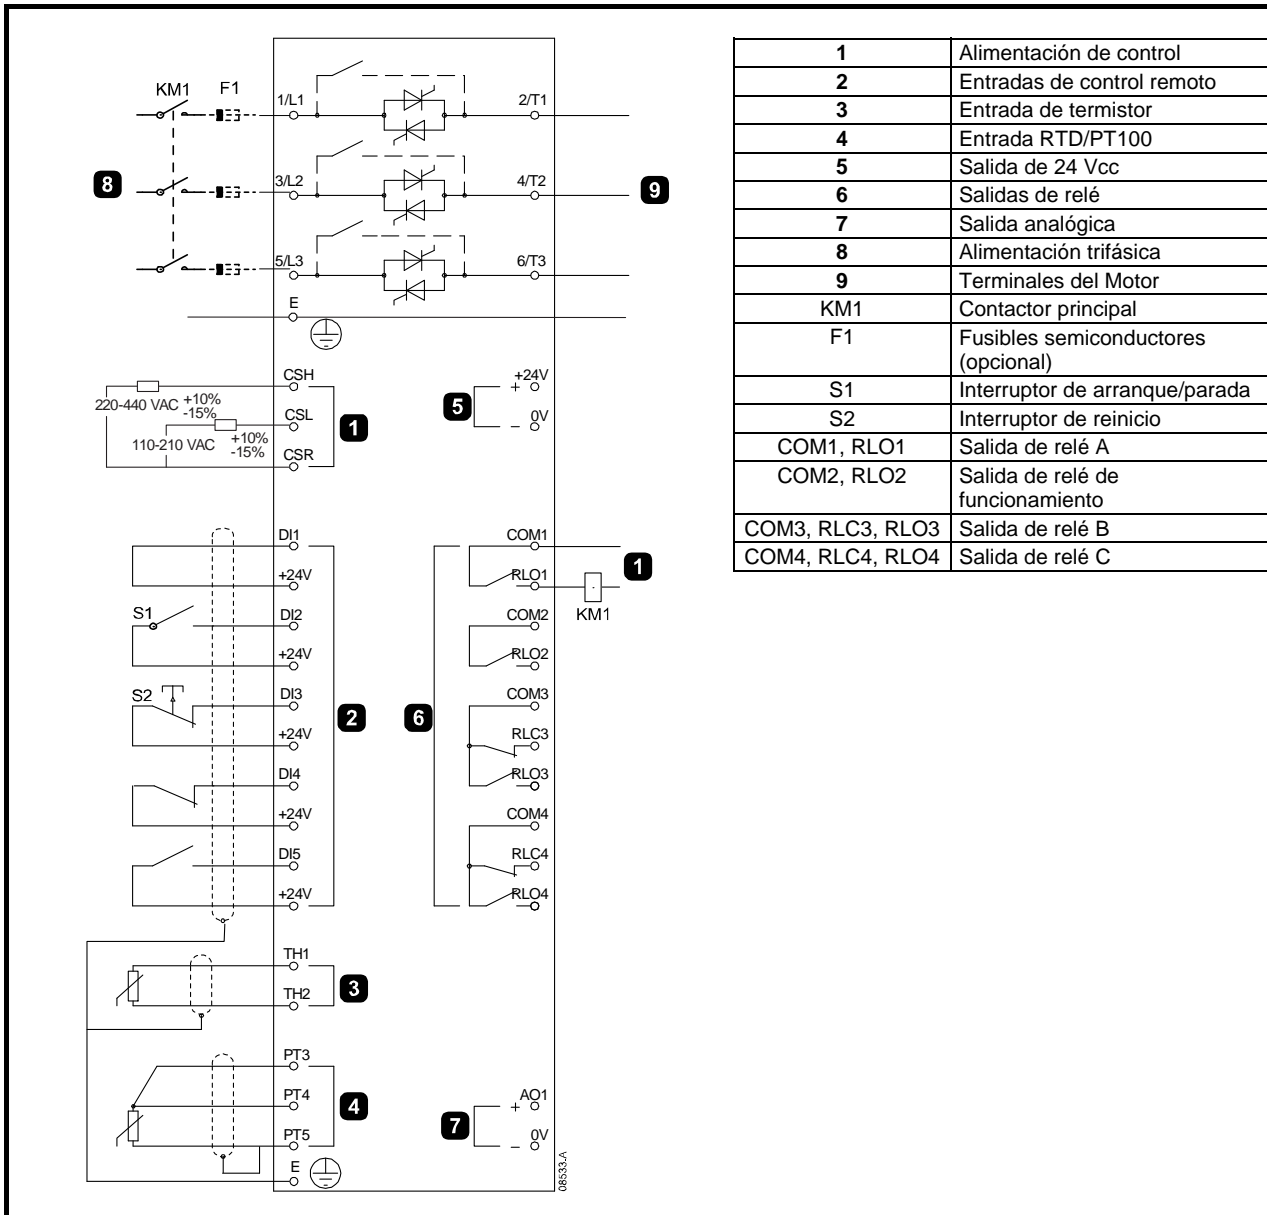 KM1 F1
1/L1 2/T1
8 3/L2 4/T2 9
5/L3 6/T3
E
CSH +24V
+
220-440 VAC +10%
-15%
CSL 5 0V
−
110-210 VAC +10%
-15%
1
CSR
DI1 COM1
+24V RLO1 1
KM1
S1 DI2 COM2
+24V RLO2
S2 DI3 COM3
2 6
+24V RLC3
DI4 RLO3
+24V COM4
DI5 RLC4
+24V RLO4
TH1
3
TH2
PT3
PT4 AO1
4 +
7
PT5 0V
−
E
08533.A
1 Alimentación de control
2 Entradas de control remoto
3 Entrada de termistor
4 Entrada RTD/PT100
5 Salida de 24 Vcc
6 Salidas de relé
7 Salida analógica
8 Alimentación trifásica
9 Terminales del Motor
KM1 Contactor principal
F1 Fusibles semiconductores
(opcional)
S1 Interruptor de arranque/parada
S2 Interruptor de reinicio
COM1, RLO1 Salida de relé A
COM2, RLO2 Salida de relé de
funcionamiento
COM3, RLC3, RLO3 Salida de relé B
COM4, RLC4, RLO4 Salida de relé C